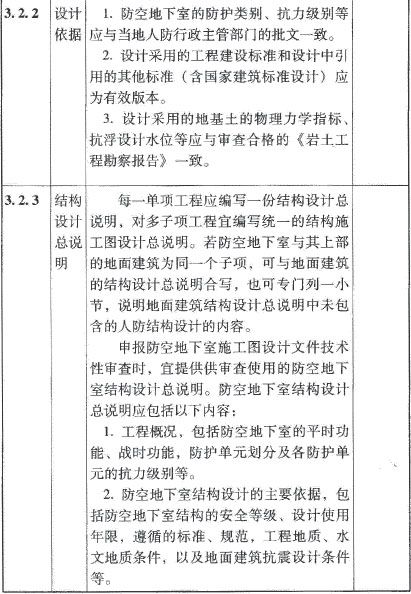 3.2.2 设计 1. 防空地下室的防护类别、抗力级别等
依据 应与当地人防行政主管部门的批文一致。
2. 设计采用的工程建设标准和设计中引
用的其他标准（含国家建筑标准设计）应
为有效版本。
3. 设计采用的地基土的物理力学指标、
抗浮设计水位等应与审查合格的《岩土工
程勘察报告》一致。
3.2.3 结构 每一单项工程应编写一份结构设计总
设计 说明，对多子项工程宜编写统一的结构施
总说 工图设计总说明。若防空地下室与其上部
明 的地面建筑为同一个子项，可与地面建筑
的结构设计总说明合写，也可专门列一小
节，说明地面建筑结构设计总说明中未包
含的人防结构设计的内容。
申报防空地下室施工图设计文件技术
性审查时，宜提供供审查使用的防空地下
室结构设计总说明。防空地下室结构设计
总说明应包括以下内容：
1. 工程概况，包括防空地下室的平时功
能、战时功能，防护单元划分及各防护单
元的抗力级别等。
2. 防空地下室结构设计的主要依据，包
括防空地下室结构的安全等级、设计使用
年限，遵循的标准、规范，工程地质、水
文地质条件，以及地面建筑抗震设计条件
等。